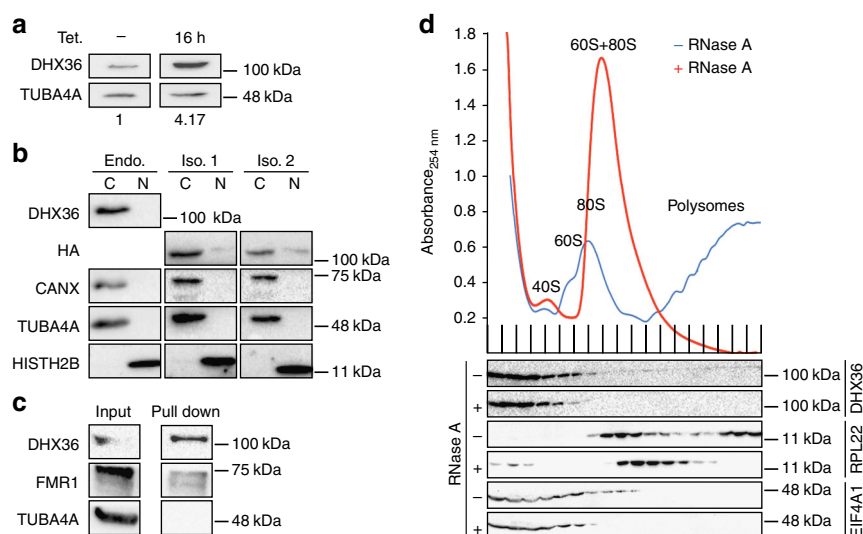 a
Tet. – 16 h
DHX36 100 kDa
TUBA4A 48 kDa
1 4.17
b
Endo. Iso. 1 Iso. 2
C N C N C N
DHX36 100 kDa
HA 100 kDa
CANX 75 kDa
TUBA4A 48 kDa
HISTH2B 11 kDa
c
Input Pull down
DHX36 100 kDa
FMR1 75 kDa
TUBA4A 48 kDa
d
Absorbance254 nm
1.8
1.6
1.4
1.2
1.0
0.8
0.6
0.4
0.2
60S+80S
– RNase A
+ RNase A
80S
Polysomes
60S
40S
RNase A
– 100 kDa
+ 100 kDa
DHX36
– 11 kDa
+ 11 kDa
RPL22
– 48 kDa
+ 48 kDa
EIF4A1